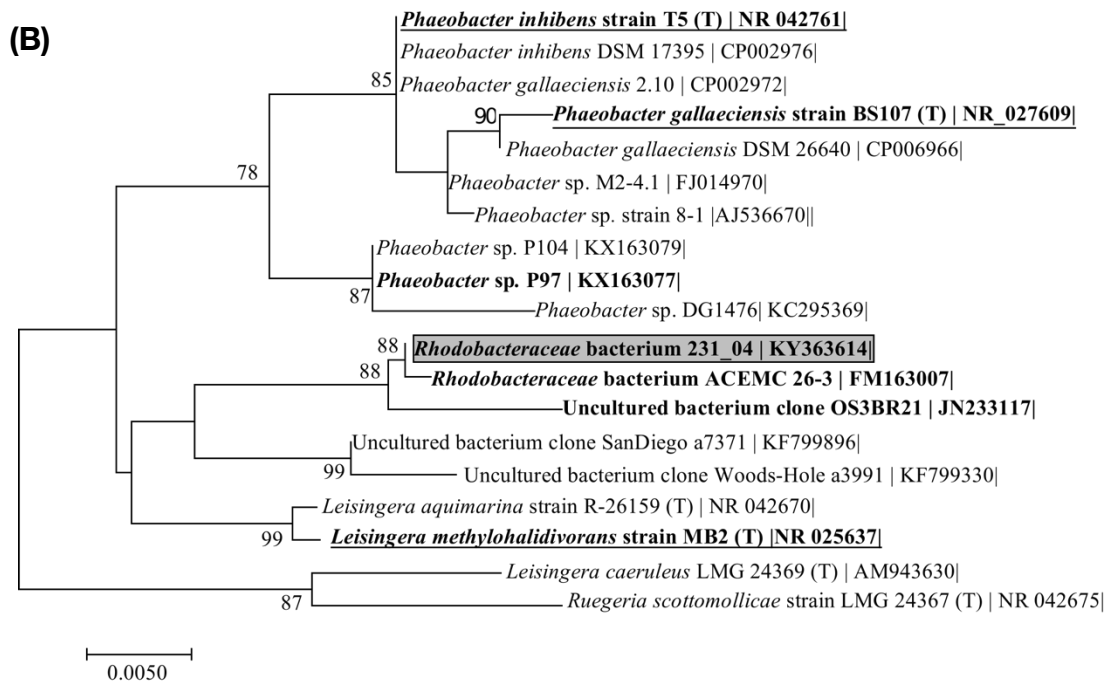 (B)
Phaeobacter inhibens strain T5 (T) | NR 042761|
Phaeobacter inhibens DSM 17395 | CP002976|
85
Phaeobacter gallaeciensis 2.10 | CP002972|
90
Phaeobacter gallaeciensis strain BS107 (T) | NR_027609|
Phaeobacter gallaeciensis DSM 26640 | CP006966|
78
Phaeobacter sp. M2-4.1 | FJ014970|
Phaeobacter sp. strain 8-1 |AJ536670||
Phaeobacter sp. P104 | KX163079|
Phaeobacter sp. P97 | KX163077|
87
Phaeobacter sp. DG1476| KC295369|
88
Rhodobacteraceae bacterium 231_04 | KY363614|
88
Rhodobacteraceae bacterium ACEMC 26-3 | FM163007|
Uncultured bacterium clone OS3BR21 | JN233117|
Uncultured bacterium clone SanDiego a7371 | KF799896|
99
Uncultured bacterium clone Woods-Hole a3991 | KF799330|
Leisingera aquimarina strain R-26159 (T) | NR 042670|
99
Leisingera methylohalidivorans strain MB2 (T) |NR 025637|
Leisingera caeruleus LMG 24369 (T) | AM943630|
87
Ruegeria scottomollicae strain LMG 24367 (T) | NR 042675|
0.0050